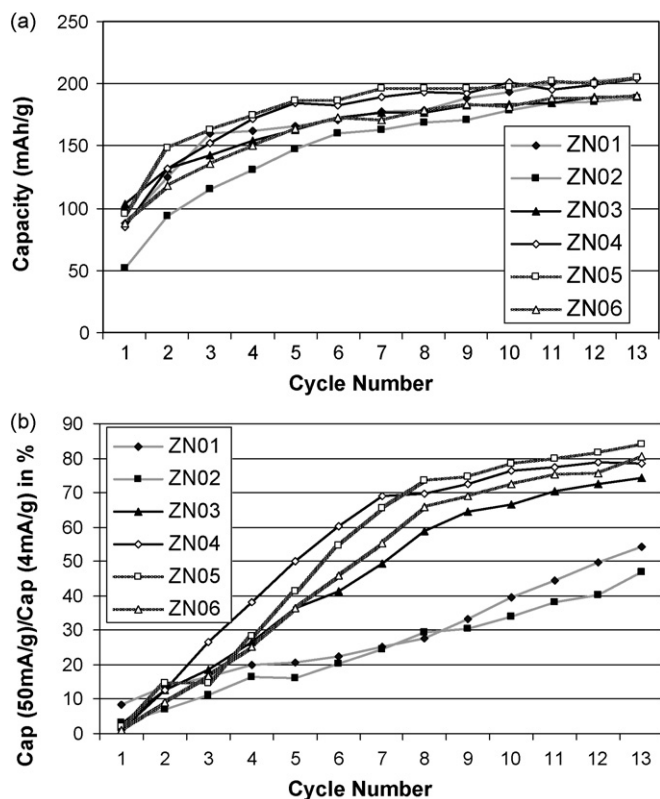 (a)
250
200
150
100
50
0
Capacity (mAh/g)
ZN01
ZN02
ZN03
ZN04
ZN05
ZN06
1 2 3 4 5 6 7 8 9 10 11 12 13
Cycle Number
(b)
90
80
70
60
50
40
30
20
10
0
Cap (50mA/g)/Cap (4mA/g) in %
ZN01
ZN02
ZN03
ZN04
ZN05
ZN06
1 2 3 4 5 6 7 8 9 10 11 12 13
Cycle Number